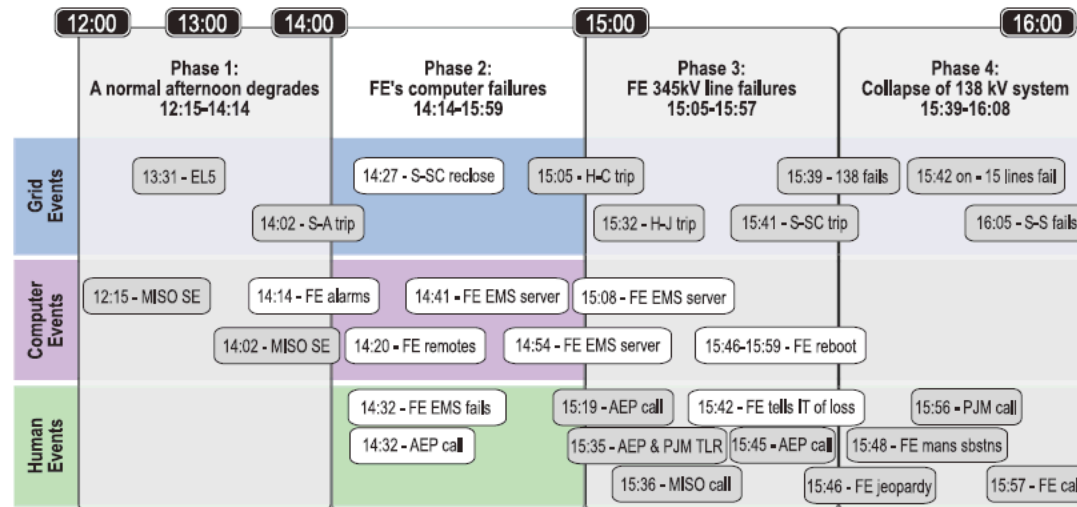 12:00
13:00
14:00
15:00
16:00
Phase 1:
A normal afternoon degrades
12:15-14:14
Phase 2:
FE's computer failures
14:14-15:59
Phase 3:
FE 345kV line failures
15:05-15:57
Phase 4:
Collapse of 138 kV system
15:39-16:08
Grid
Events
13:31 - EL5
14:27 - S-SC reclose
15:05 - H-C trip
15:39 - 138 fails
15:42 on - 15 lines fail
14:02 - S-A trip
15:32 - H-J trip
15:41 - S-SC trip
16:05 - S-S fails
Computer
Events
12:15 - MISO SE
14:14 - FE alarms
14:41 - FE EMS server
15:08 - FE EMS server
14:02 - MISO SE
14:20 - FE remotes
14:54 - FE EMS server
15:46-15:59 - FE reboot
Human
Events
14:32 - FE EMS fails
15:19 - AEP call
15:42 - FE tells IT of loss
15:56 - PJM call
14:32 - AEP call
15:35 - AEP & PJM TLR
15:45 - AEP call
15:48 - FE mans sbstns
15:36 - MISO call
15:46 - FE jeopardy
15:57 - FE cal